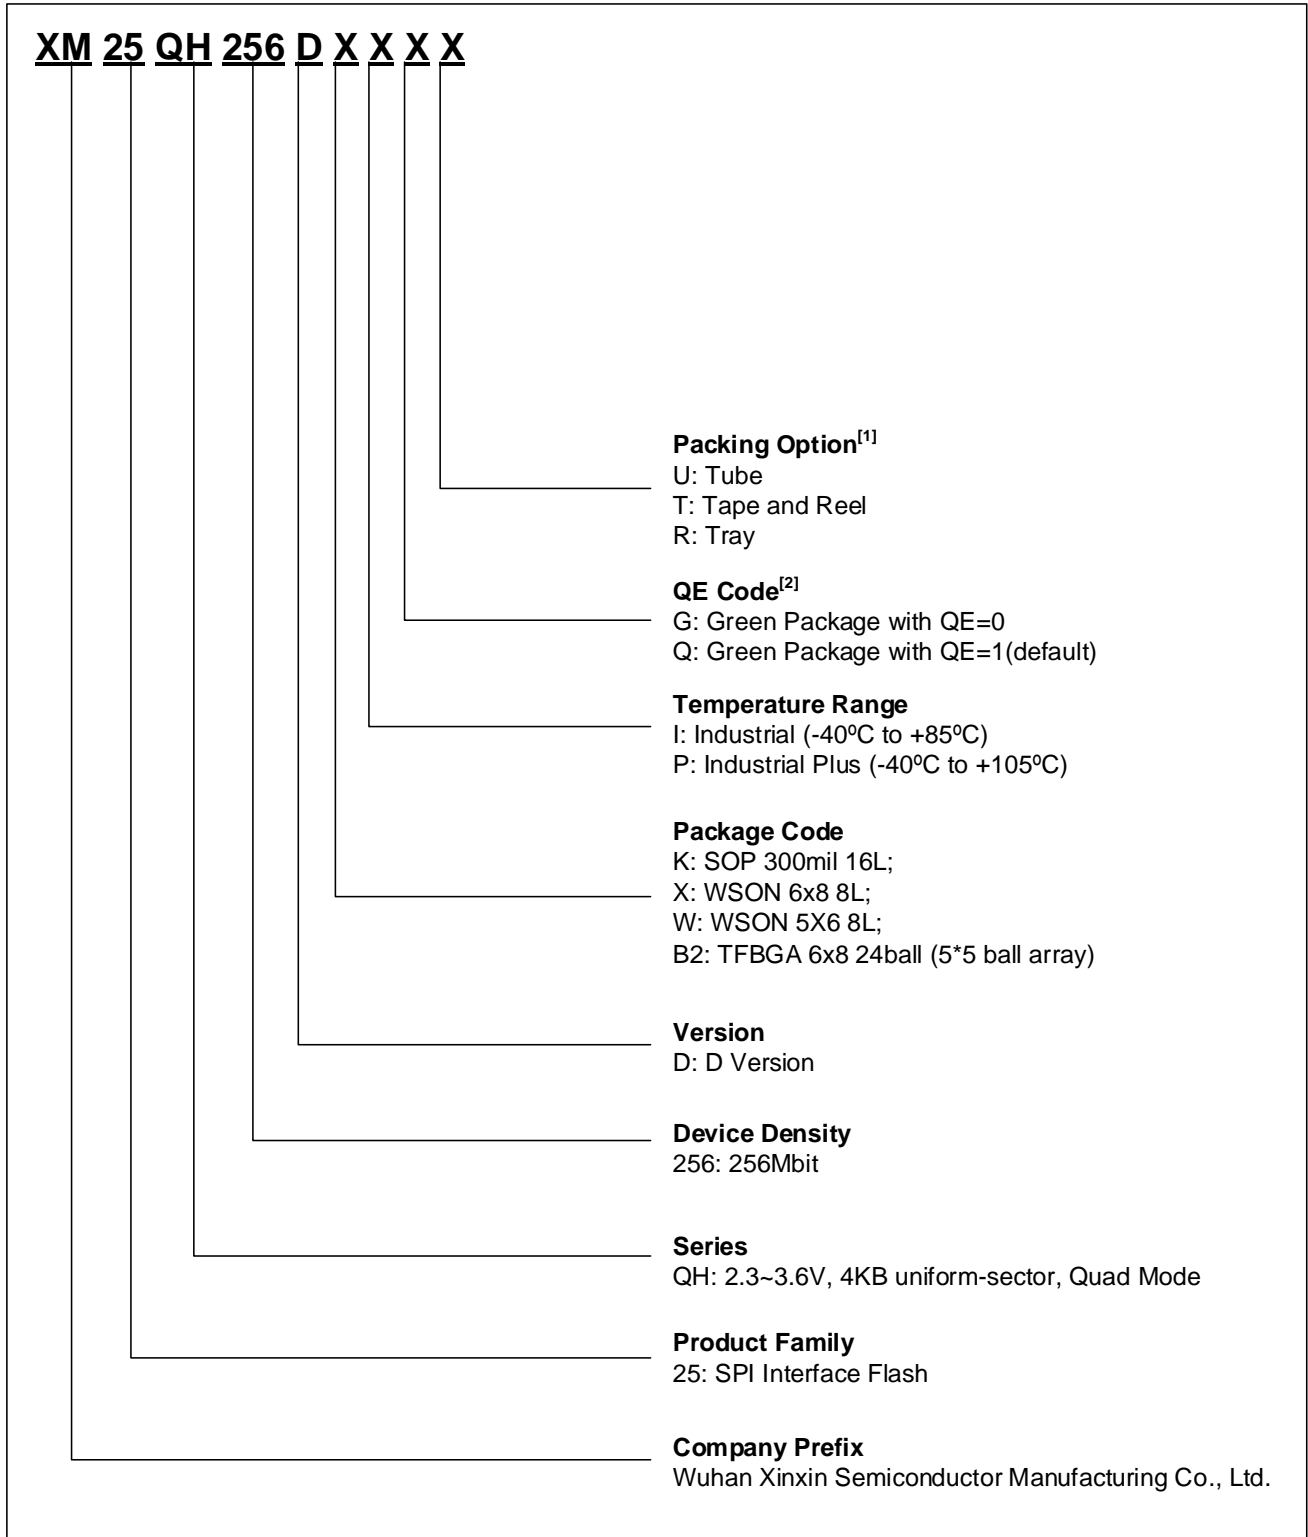 XM 25 QH 256 D X X X X
Packing Option[1]
U: Tube
T: Tape and Reel
R: Tray
QE Code[2]
G: Green Package with QE=0
Q: Green Package with QE=1(default)
Temperature Range
I: Industrial (-40ºC to +85ºC)
P: Industrial Plus (-40ºC to +105ºC)
Package Code
K: SOP 300mil 16L;
X: WSON 6x8 8L;
W: WSON 5X6 8L;
B2: TFBGA 6x8 24ball (5*5 ball array)
Version
D: D Version
Device Density
256: 256Mbit
Series
QH: 2.3~3.6V, 4KB uniform-sector, Quad Mode
Product Family
25: SPI Interface Flash
Company Prefix
Wuhan Xinxin Semiconductor Manufacturing Co., Ltd.